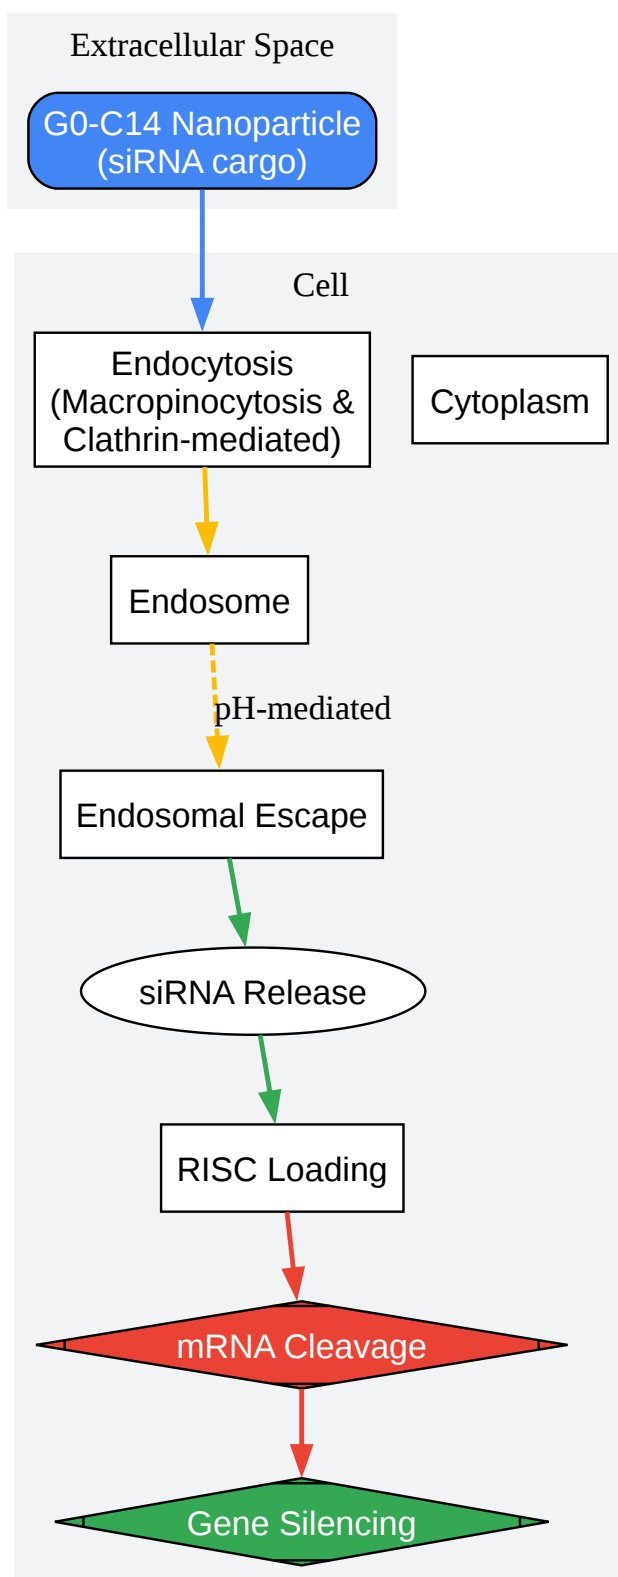 Extracellular Space
G0-C14 Nanoparticle
(siRNA cargo)
Cell
Endocytosis
(Macropinocytosis &
Clathrin-mediated)
Cytoplasm
Endosome
pH-mediated
Endosomal Escape
siRNA Release
RISC Loading
mRNA Cleavage
Gene Silencing